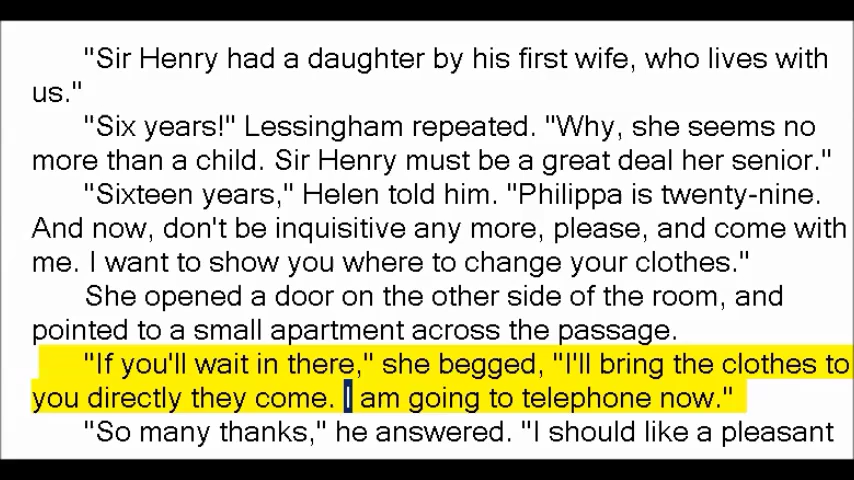 "Sir Henry had a daughter by his first wife, who lives with
us."
"Six years!" Lessingham repeated. "Why, she seems no
more than a child. Sir Henry must be a great deal her senior."
"Sixteen years," Helen told him. "Philippa is twenty-nine.
And now, don't be inquisitive any more, please, and come with
me. I want to show you where to change your clothes."
She opened a door on the other side of the room, and
pointed to a small apartment across the passage.
"If you'll wait in there," she begged, "I'll bring the clothes to
you directly they come. I am going to telephone now."
"So many thanks," he answered. "I should like a pleasant